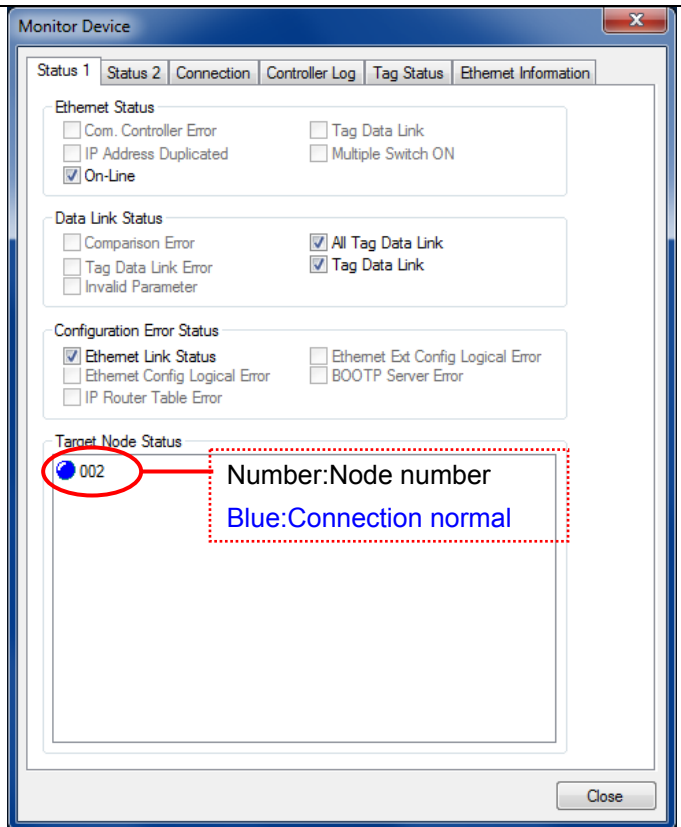 Monitor Device
Status 1 Status 2 Connection Controller Log Tag Status Ethernet Information
Ethernet Status
Com. Controller Error Tag Data Link
IP Address Duplicated Multiple Switch ON
On-Line
Data Link Status
Comparison Error All Tag Data Link
Tag Data Link Error Tag Data Link
Invalid Parameter
Configuration Error Status
Ethernet Link Status Ethernet Ext Config Logical Error
Ethernet Config Logical Error BOOTP Server Error
IP Router Table Error
Target Node Status
002
Number:Node number
Blue:Connection normal
Close